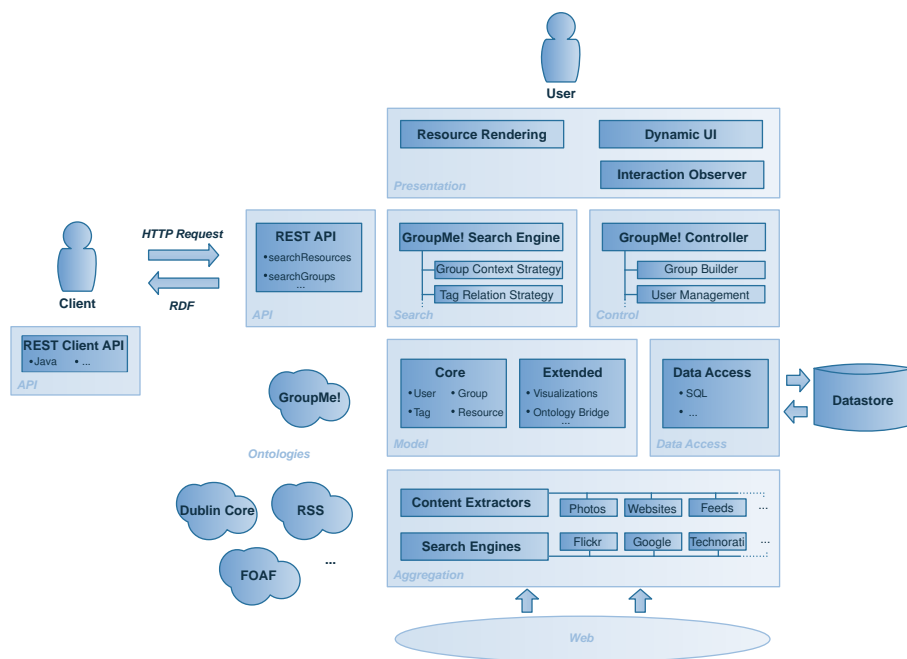 User
Resource Rendering
Dynamic UI
Interaction Observer
Presentation
HTTP Request
RDF
Client
REST API
•searchResources
•searchGroups
...
API
GroupMe! Search Engine
Group Context Strategy
Tag Relation Strategy
Search
GroupMe! Controller
Group Builder
User Management
Control
REST Client API
•Java • ...
API
GroupMe!
Ontologies
Core
•User •Group
•Tag •Resource
Extended
•Visualizations
•Ontology Bridge
...
Model
Data Access
•SQL
• ...
Data Access
Datastore
Dublin Core
RSS
FOAF
...
Content Extractors
Photos Websites Feeds ...
Search Engines
Flickr Google Technorati ...
Aggregation
Web